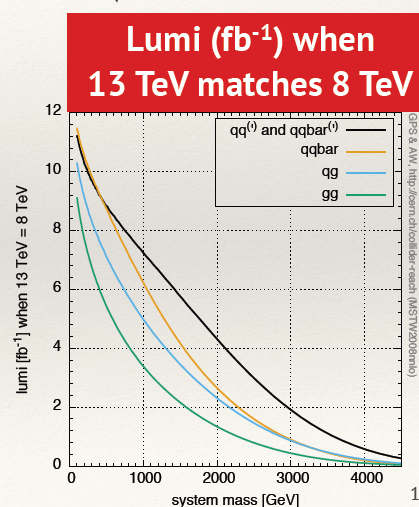 Lumi (fb-1) when
13 TeV matches 8 TeV
12
10
8
6
4
2
0
lumi [fb-1] when 13 TeV = 8 TeV
qq(ı) and qqbar(ı)
qqbar
qg
gg
GPS & AW, http://cern.ch/collider-reach (MSTW2008nnlo)
0
1000
2000
3000
4000
system mass [GeV]
1